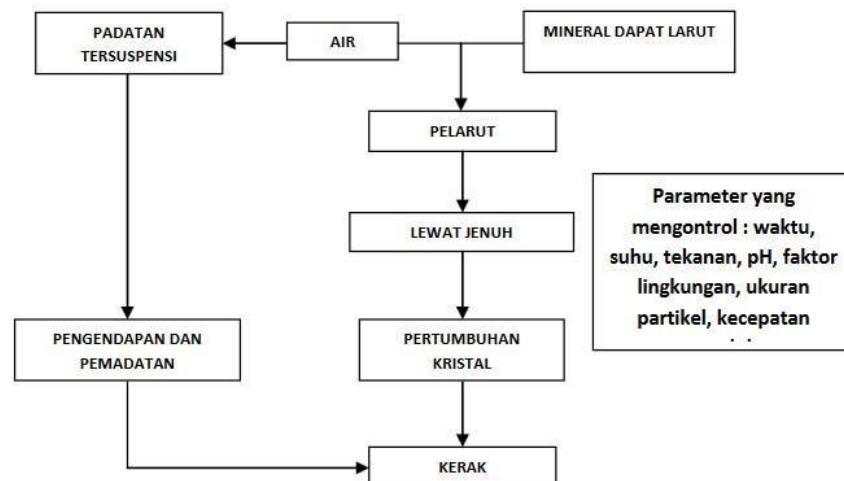 PADATAN
TERSUSPENSI
AIR
MINERAL DAPAT LARUT
PELARUT
LEWAT JENUH
Parameter yang
mengontrol : waktu,
suhu, tekanan, pH, faktor
lingkungan, ukuran
partikel, kecepatan
PENGENDAPAN DAN
PEMADATAN
PERTUMBUHAN
KRISTAL
KERAK